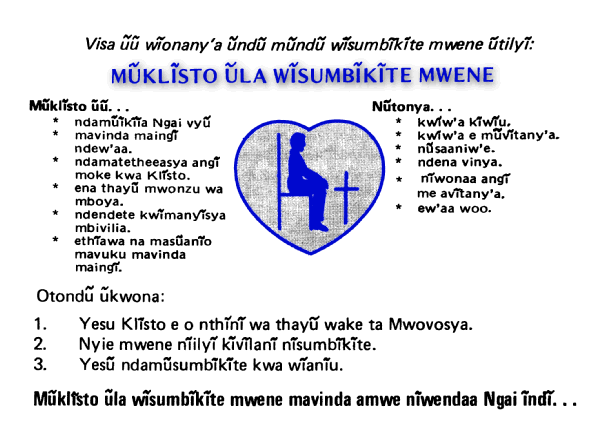 Visa ũũ wĩonany'a ũndũ mũndũ wĩsumbĩkĩte mwene ũtilyĩ:
MŨKLĨSTO ŨLA WĨSUMBĨKĨTE MWENE
Mũklĩsto ũũ. . .
* ndamũĩkĩĩa Ngai vyũ
* mavinda maingĩ
ndew'aa.
* ndamatetheeasya angĩ
moke kwa Klĩsto.
* ena thayũ mwonzu wa
mboya.
* ndendete kwĩmanyĩsya
mbivilia.
* ethĩawa na masũanĩo
mavuku mavinda
maingĩ.
Nũtonya. . .
* kwĩw'a kĩwĩu.
* kwĩw'a e mũvĩtany'a.
* nũsaaniw'e.
* ndena vinya.
* nĩwonaa angĩ
me avĩtany'a.
* ew'aa woo.
Otondũ ũkwona:
1. Yesu Klĩsto e o nthĩnĩ wa thayũ wake ta Mwovosya.
2. Nyie mwene nĩilyĩ kĩvĩlanĩ nĩsumbĩkĩte.
3. Yesũ ndamũsumbĩkĩte kwa wĩanĩu.
Mũklĩsto ũla wĩsumbĩkĩte mwene mavinda amwe nĩwendaa Ngai ĩndĩ. . .